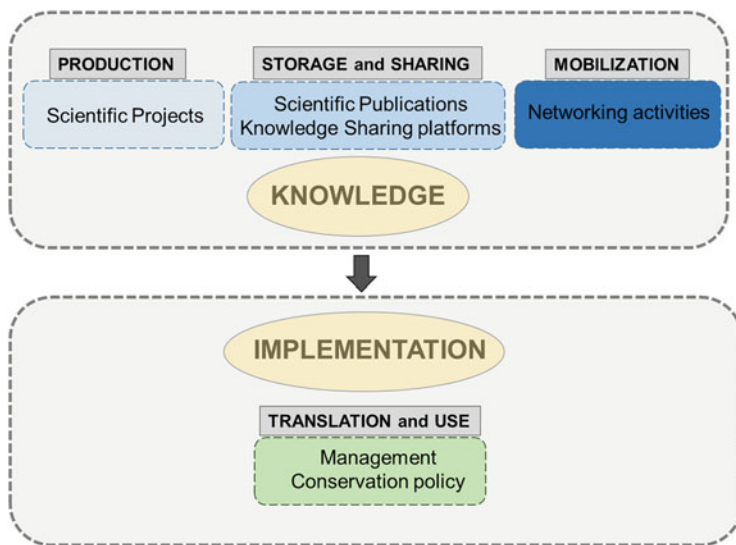 PRODUCTION
Scientific Projects
STORAGE and SHARING
Scientific Publications
Knowledge Sharing platforms
MOBILIZATION
Networking activities
KNOWLEDGE
IMPLEMENTATION
TRANSLATION and USE
Management
Conservation policy